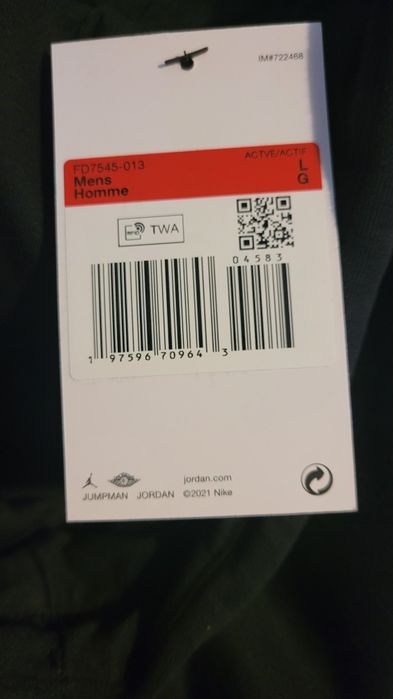 IM#722468
FD7545-013
ACTVE/ACTIF
Mens
L
Homme
G
RFID TWA
04583
1 97596 70964 3
jordan.com
JUMPMAN JORDAN ©2021 Nike